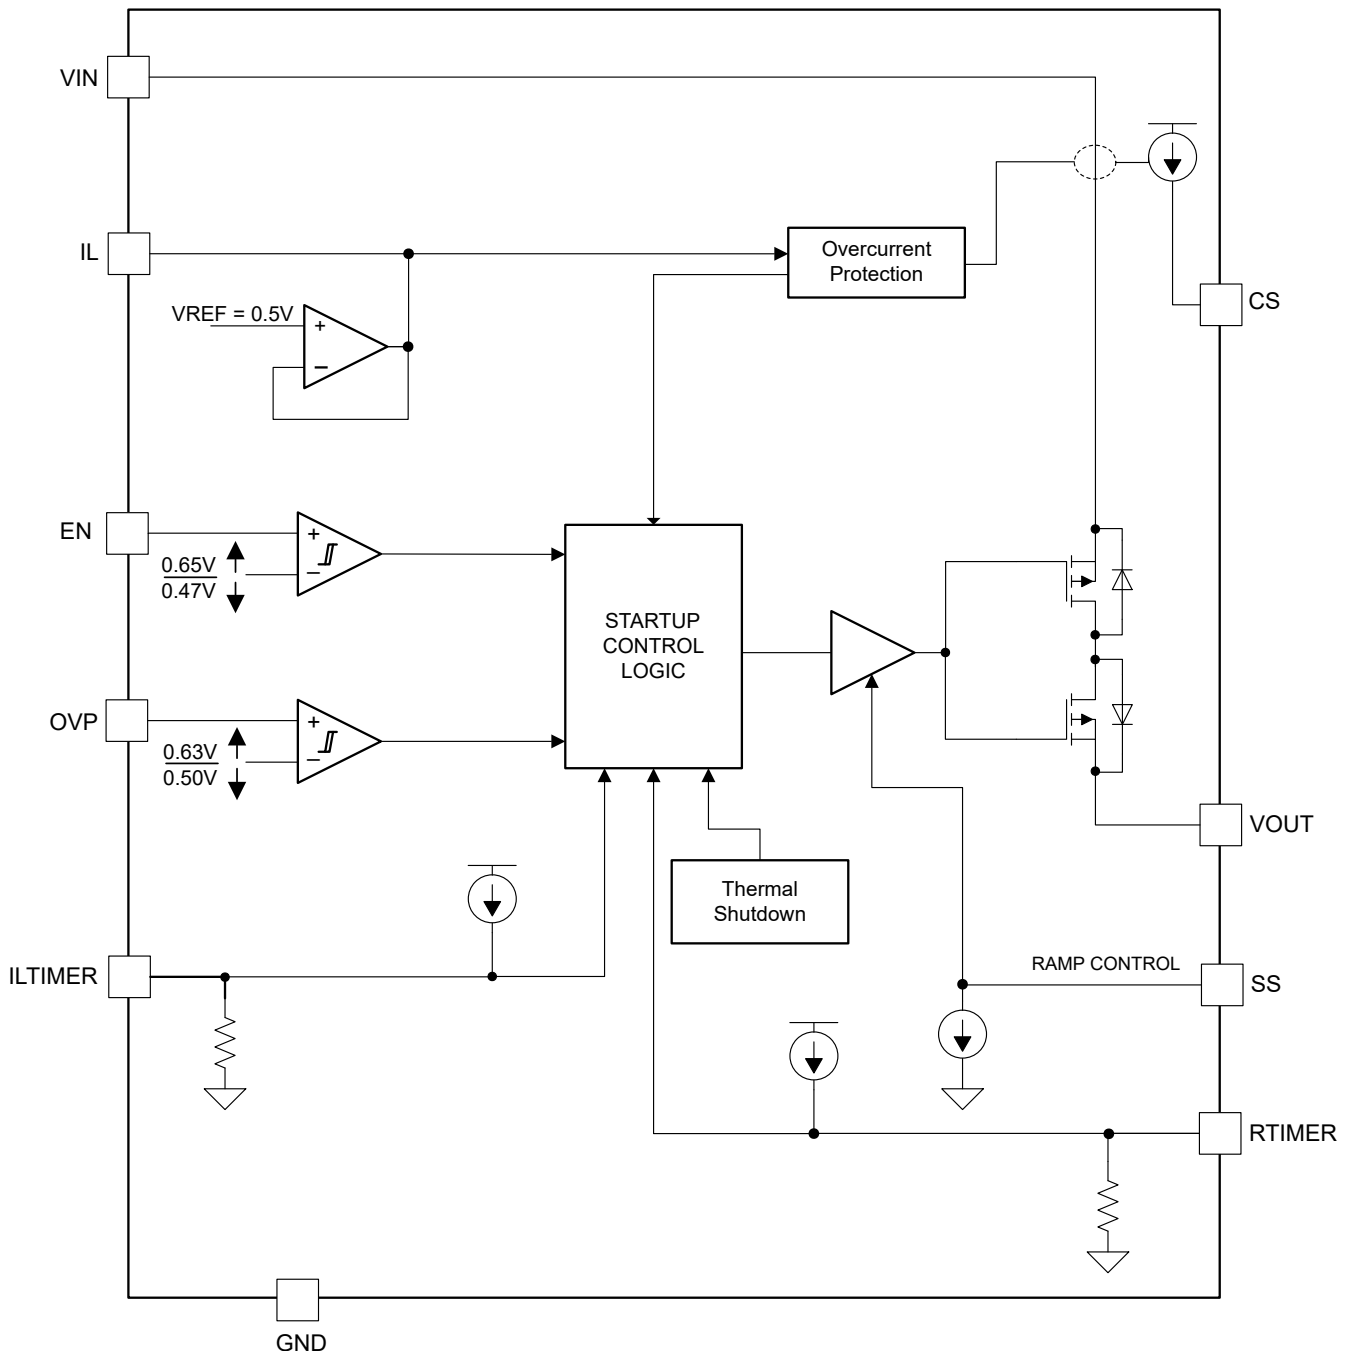 VIN
IL
Overcurrent
Protection
CS
VREF = 0.5V
+
−
EN
0.65V
0.47V
+
−
STARTUP
CONTROL
LOGIC
OVP
0.63V
0.50V
+
−
VOUT
Thermal
Shutdown
ILTIMER
RAMP CONTROL
SS
RTIMER
GND